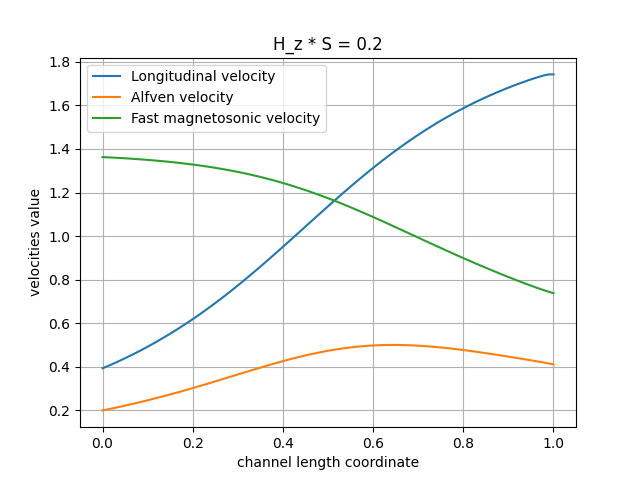 H_z * S = 0.2
Longitudinal velocity
Alfven velocity
Fast magnetosonic velocity
velocities value
1.8
1.6
1.4
1.2
1.0
0.8
0.6
0.4
0.2
0.0 0.2 0.4 0.6 0.8 1.0
channel length coordinate